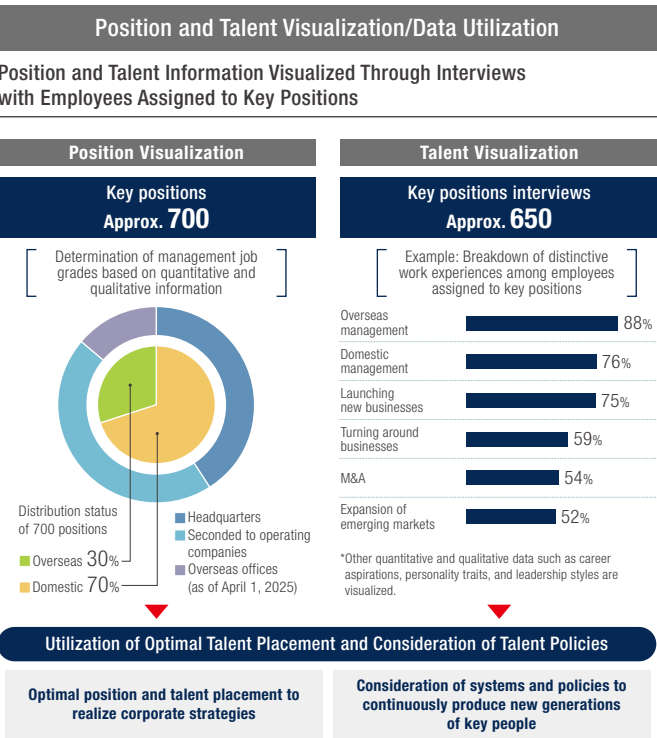 Position and Talent Visualization/Data Utilization
Position and Talent Information Visualized Through Interviews
with Employees Assigned to Key Positions
Position Visualization
Key positions
Approx. 700
Determination of management job
grades based on quantitative and
qualitative information
Distribution status
of 700 positions
Overseas 30%
Domestic 70%
Headquarters
Seconded to operating
companies
Overseas offices
(as of April 1, 2025)
Talent Visualization
Key positions interviews
Approx. 650
Example: Breakdown of distinctive
work experiences among employees
assigned to key positions
Overseas
management
88%
Domestic
management
76%
Launching
new businesses
75%
Turning around
businesses
59%
M&A
54%
Expansion of
emerging markets
52%
*Other quantitative and qualitative data such as career
aspirations, personality traits, and leadership styles are
visualized.
Utilization of Optimal Talent Placement and Consideration of Talent Policies
Optimal position and talent placement to
realize corporate strategies
Consideration of systems and policies to
continuously produce new generations
of key people